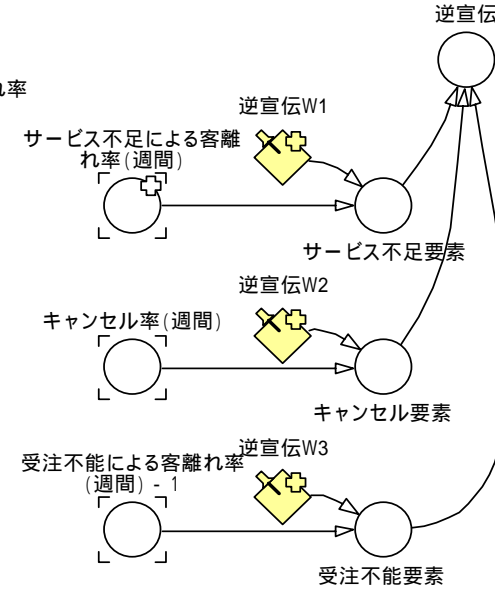 逆宣伝
れ率
逆宣伝W1
サービス不足による客離
れ率(週間)
サービス不足要素
逆宣伝W2
キャンセル率(週間)
キャンセル要素
逆宣伝W3
受注不能による客離れ率
(週間) - 1
受注不能要素